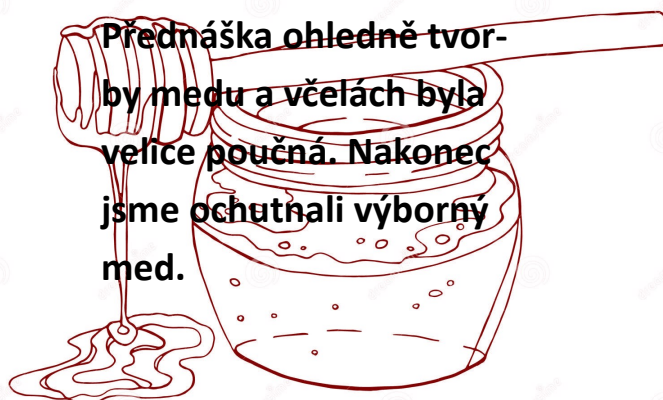 Přednáška ohledně tvor-
by medu a včelách byla
velice poučná. Nakonec
jsme ochutnali výborný
med.